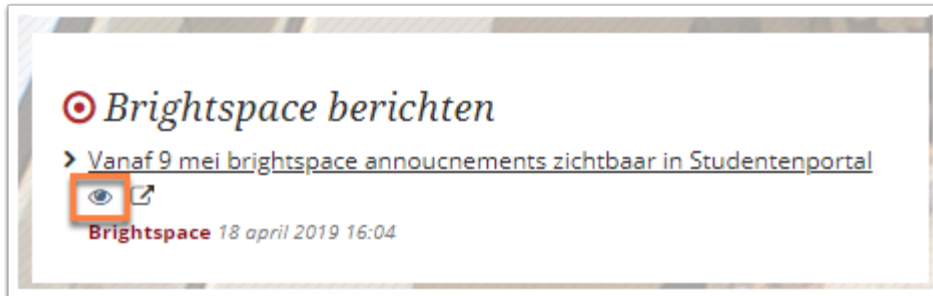 Brightspace berichten
Vanaf 9 mei brightspace annoucnements zichtbaar in Studentenportal
Brightspace 18 april 2019 16:04